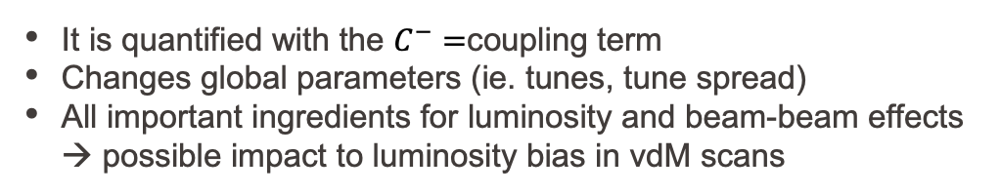 • It is quantified with the C⁻ =coupling term
• Changes global parameters (ie. tunes, tune spread)
• All important ingredients for luminosity and beam-beam effects
→ possible impact to luminosity bias in vdM scans